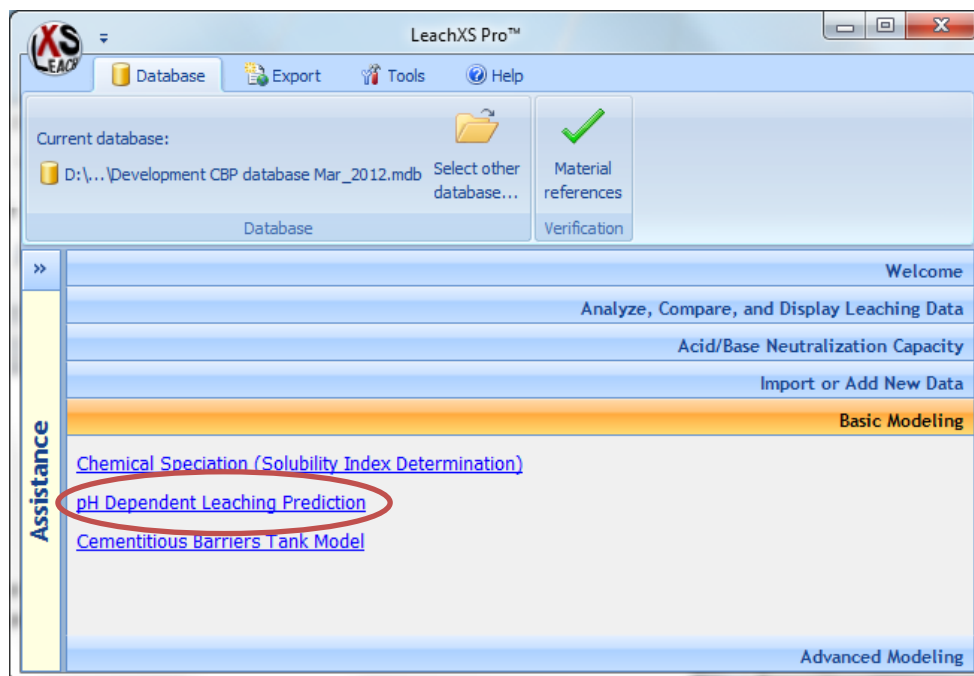 XS
LEACH
LeachXS Pro™
Database
Export
Tools
Help
Current database:
D:\...\Development CBP database Mar_2012.mdb
Select other
database...
Material
references
Database
Verification
»
Welcome
Analyze, Compare, and Display Leaching Data
Acid/Base Neutralization Capacity
Import or Add New Data
Basic Modeling
Assistance
Chemical Speciation (Solubility Index Determination)
pH Dependent Leaching Prediction
Cementitious Barriers Tank Model
Advanced Modeling